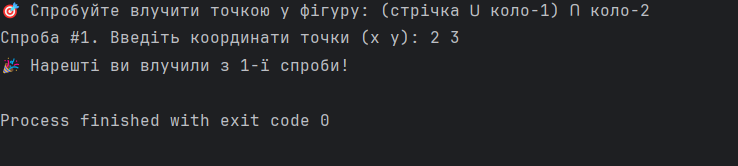 🎯 Спробуйте влучити точкою у фігуру: (стрічка ∪ коло-1) ∩ коло-2
Спроба #1. Введіть координати точки (x y): 2 3
🎉 Нарешті ви влучили з 1-ї спроби!
Process finished with exit code 0